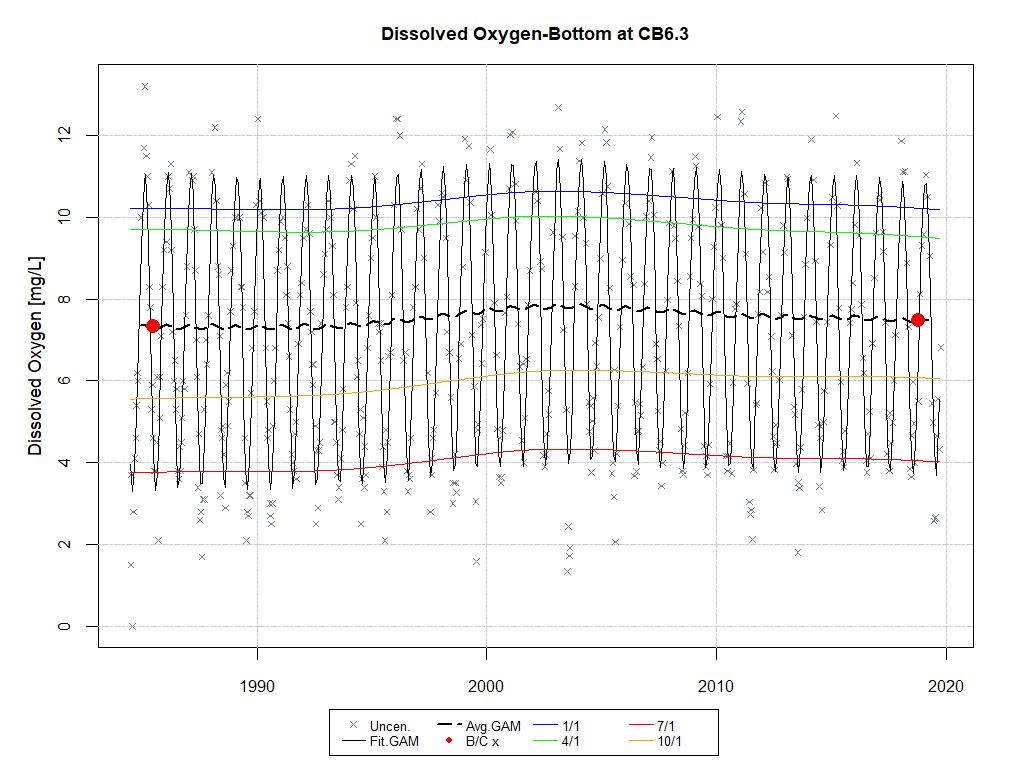 Dissolved Oxygen-Bottom at CB6.3
Dissolved Oxygen [mg/L]
12
10
8
6
4
2
0
1990 2000 2010 2020
Uncen. Avg.GAM 1/1 7/1
Fit.GAM B/C x 4/1 10/1